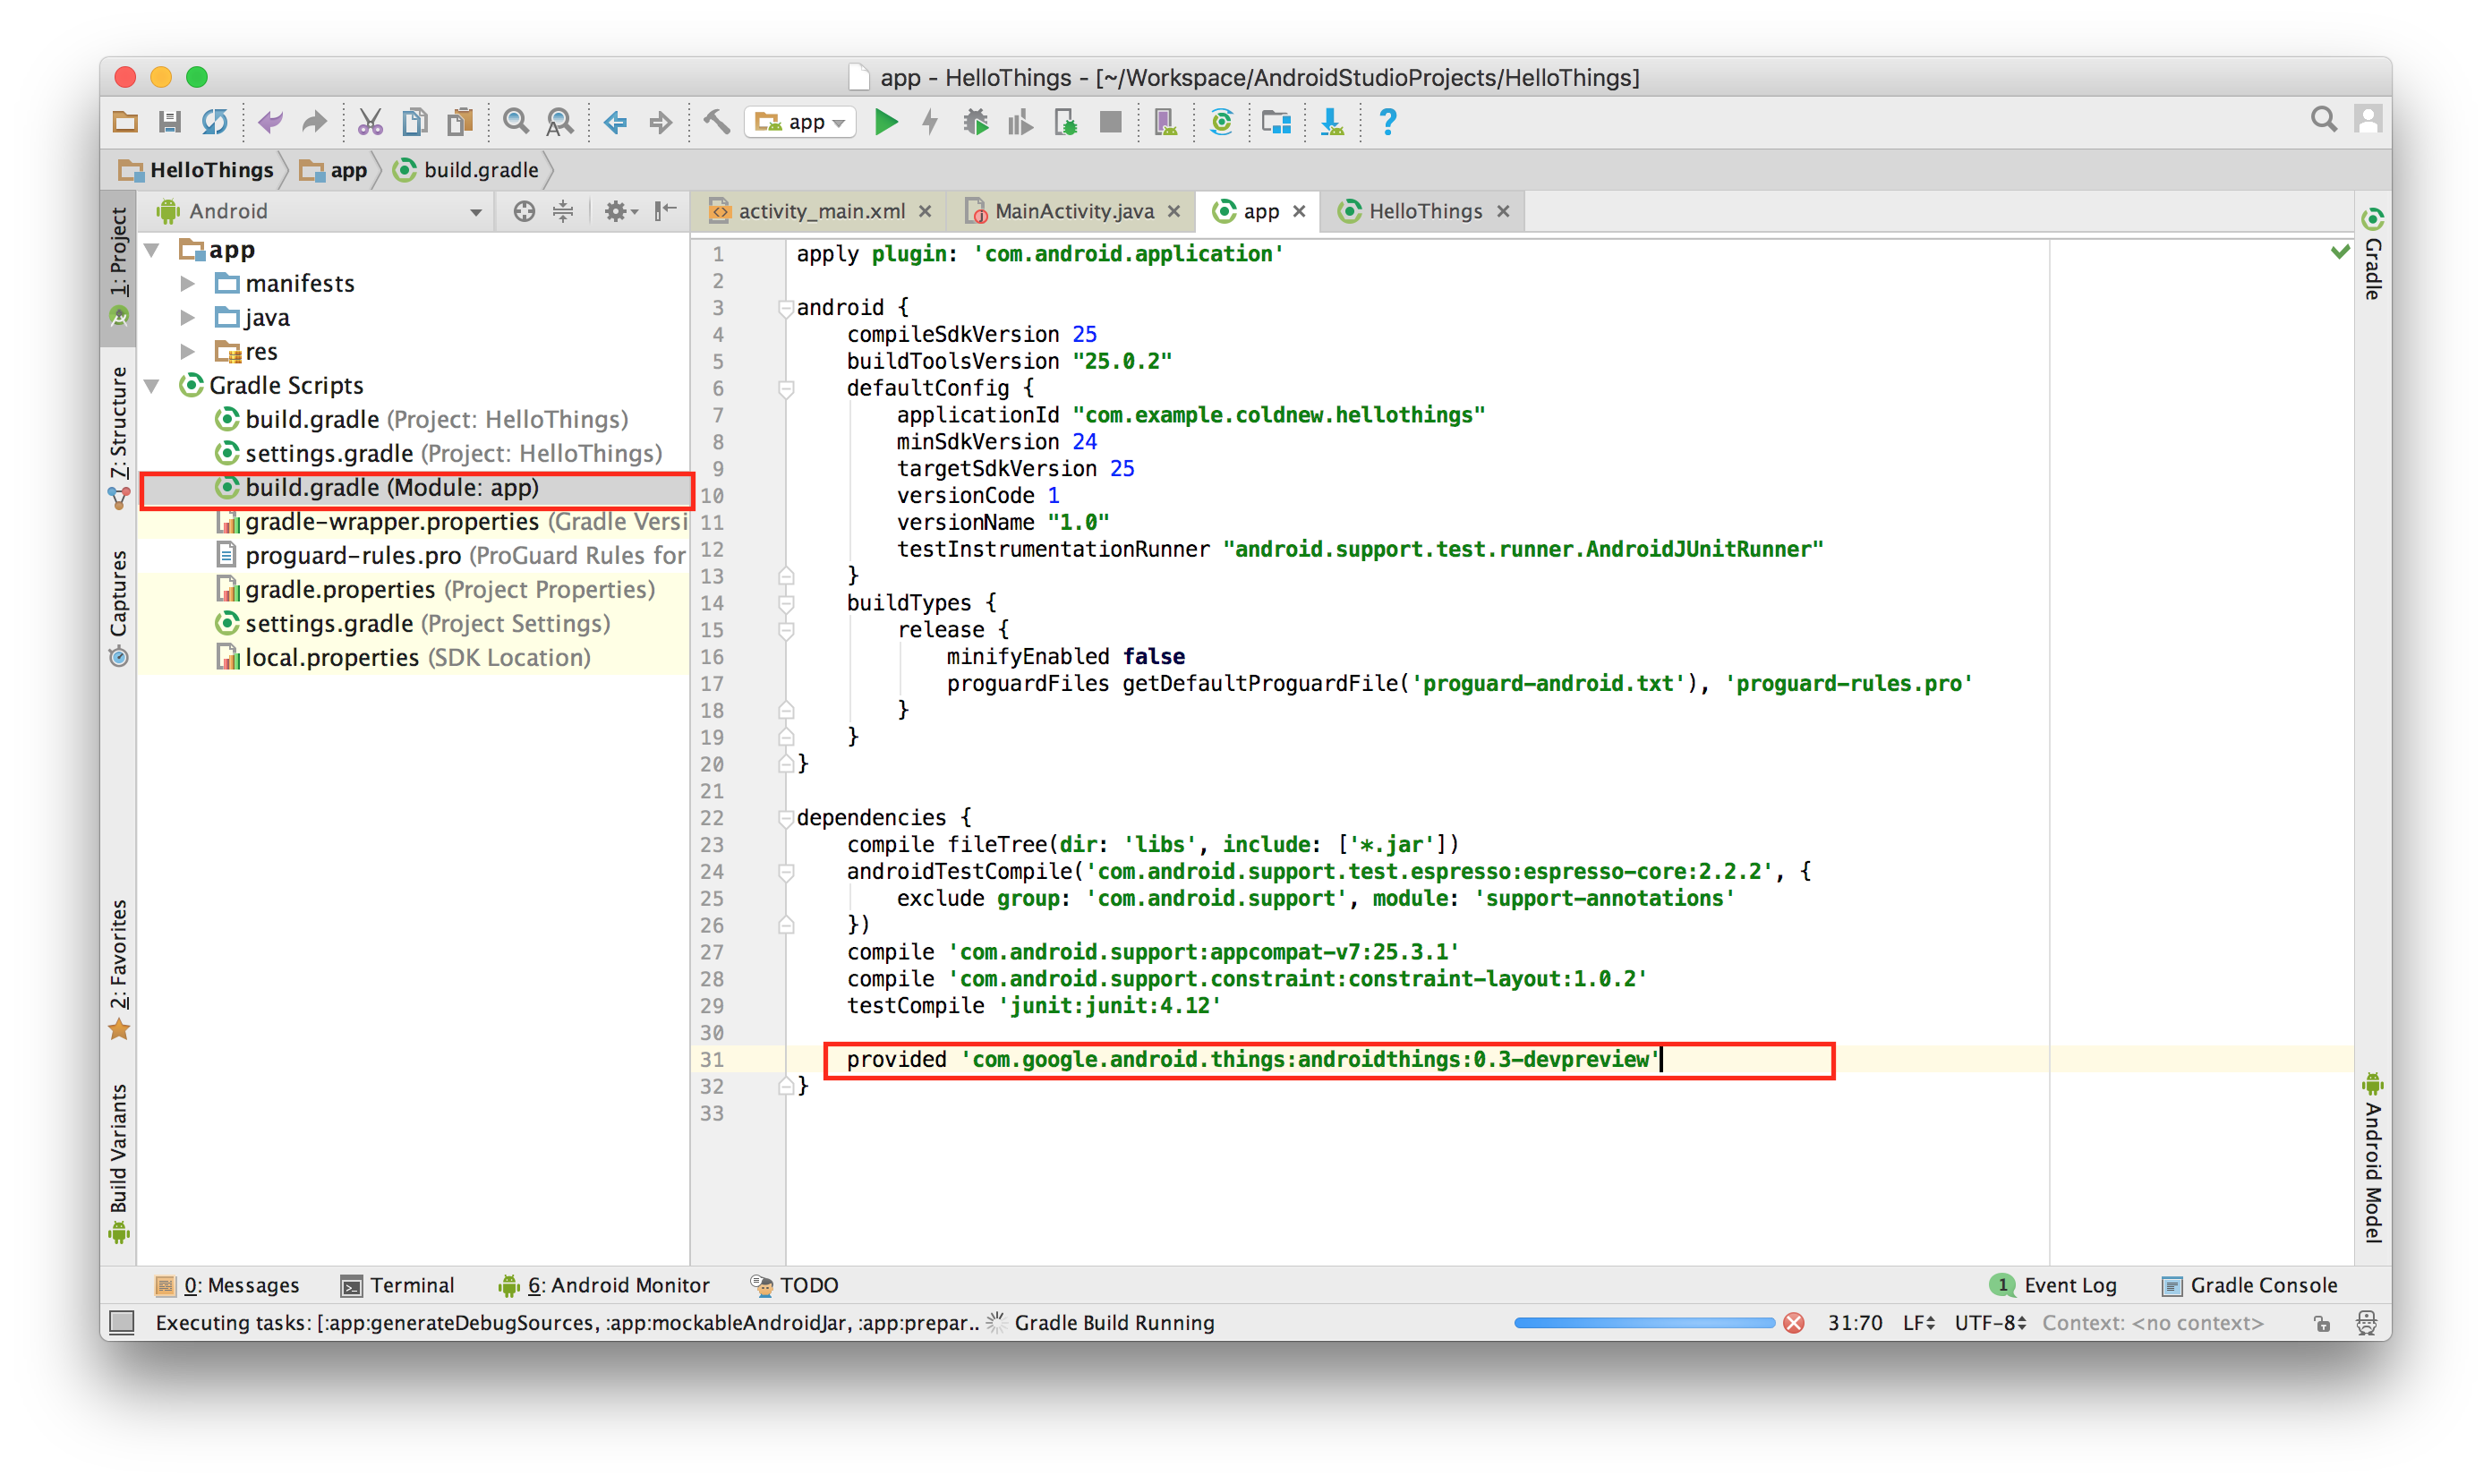 app - HelloThings - [~/Workspace/AndroidStudioProjects/HelloThings]
app
HelloThings app build.gradle
Android
activity_main.xml MainActivity.java app HelloThings
1: Project
7: Structure
Captures
2: Favorites
Build Variants
app
manifests
java
res
Gradle Scripts
build.gradle (Project: HelloThings)
settings.gradle (Project: HelloThings)
build.gradle (Module: app)
gradle-wrapper.properties (Gradle Versi
proguard-rules.pro (ProGuard Rules for
gradle.properties (Project Properties)
settings.gradle (Project Settings)
local.properties (SDK Location)
1 apply plugin: 'com.android.application'
2
3 android {
4 compileSdkVersion 25
5 buildToolsVersion "25.0.2"
6 defaultConfig {
7 applicationId "com.example.coldnew.hellothings"
8 minSdkVersion 24
9 targetSdkVersion 25
10 versionCode 1
11 versionName "1.0"
12 testInstrumentationRunner "android.support.test.runner.AndroidJUnitRunner"
13 }
14 buildTypes {
15 release {
16 minifyEnabled false
17 proguardFiles getDefaultProguardFile('proguard-android.txt'), 'proguard-rules.pro'
18 }
19 }
20 }
21
22 dependencies {
23 compile fileTree(dir: 'libs', include: ['*.jar'])
24 androidTestCompile('com.android.support.test.espresso:espresso-core:2.2.2', {
25 exclude group: 'com.android.support', module: 'support-annotations'
26 })
27 compile 'com.android.support:appcompat-v7:25.3.1'
28 compile 'com.android.support.constraint:constraint-layout:1.0.2'
29 testCompile 'junit:junit:4.12'
30
31 provided 'com.google.android.things:androidthings:0.3-devpreview'
32 }
33
Gradle
Android Model
0: Messages Terminal 6: Android Monitor TODO 1 Event Log Gradle Console
Executing tasks: [:app:generateDebugSources, :app:mockableAndroidJar, :app:prepar.. Gradle Build Running 31:70 LF UTF-8 Context: <no context>